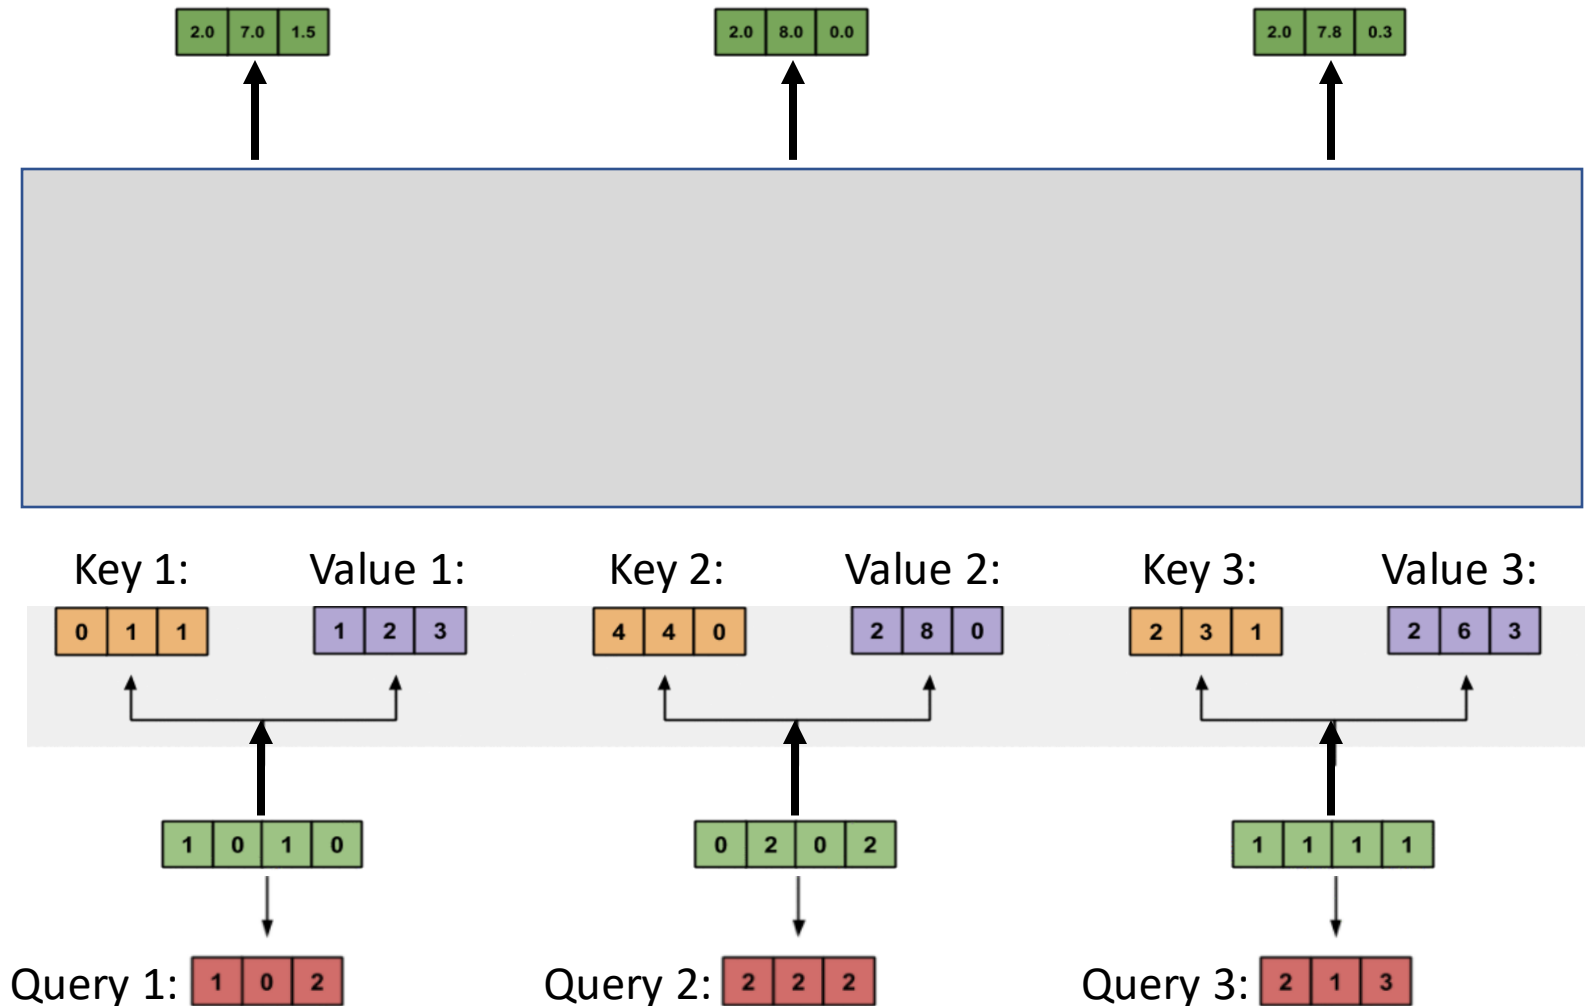 2.0 7.0 1.5 2.0 8.0 0.0 2.0 7.8 0.3
Key 1: Value 1: Key 2: Value 2: Key 3: Value 3:
0 1 1 1 2 3 4 4 0 2 8 0 2 3 1 2 6 3
1 0 1 0 0 2 0 2 1 1 1 1
Query 1: 1 0 2 Query 2: 2 2 2 Query 3: 2 1 3